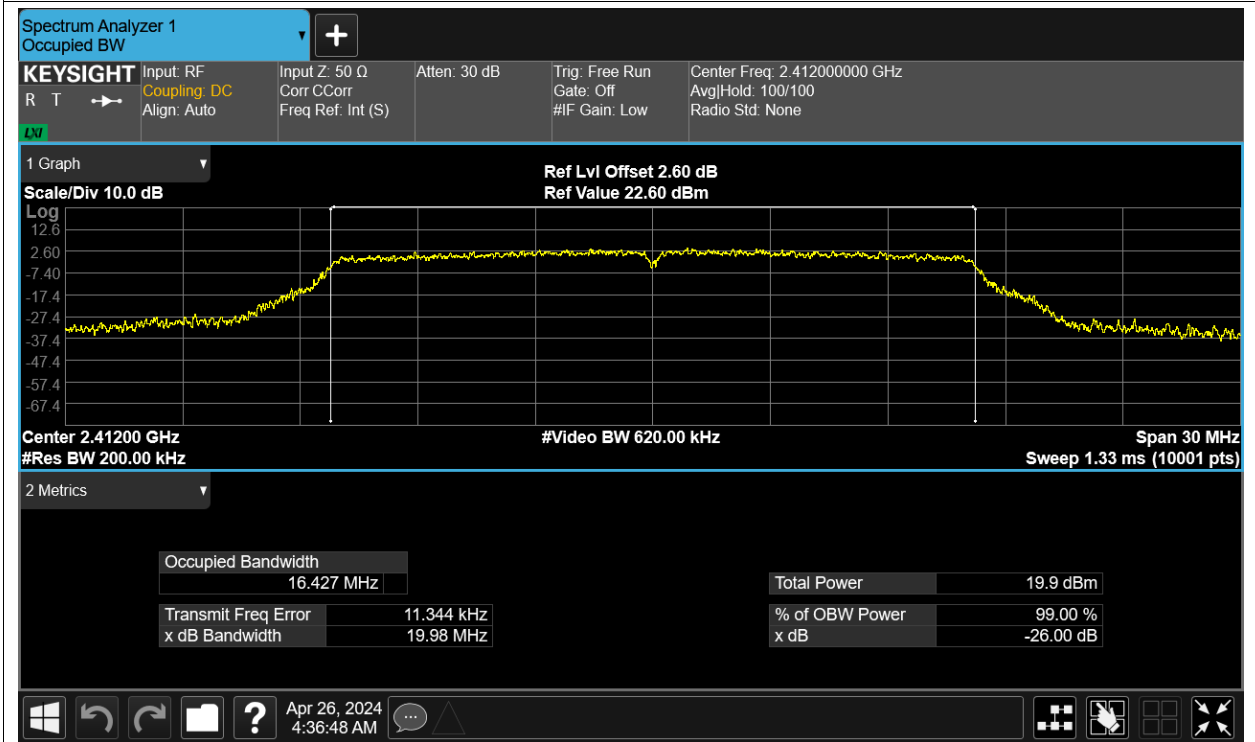 Spectrum Analyzer 1
Occupied BW
KEYSIGHT
R T
LXI
Input: RF
Coupling: DC
Align: Auto
Input Z: 50 Ω
Corr CCorr
Freq Ref: Int (S)
Atten: 30 dB
Trig: Free Run
Gate: Off
#IF Gain: Low
Center Freq: 2.412000000 GHz
Avg|Hold: 100/100
Radio Std: None
1 Graph
Scale/Div 10.0 dB
Ref Lvl Offset 2.60 dB
Ref Value 22.60 dBm
Log
12.6
2.60
-7.40
-17.4
-27.4
-37.4
-47.4
-57.4
-67.4
Center 2.41200 GHz
#Video BW 620.00 kHz
Span 30 MHz
#Res BW 200.00 kHz
Sweep 1.33 ms (10001 pts)
2 Metrics
Occupied Bandwidth
16.427 MHz
Total Power 19.9 dBm
Transmit Freq Error 11.344 kHz
% of OBW Power 99.00 %
x dB Bandwidth 19.98 MHz
x dB -26.00 dB
?
Apr 26, 2024
4:36:48 AM